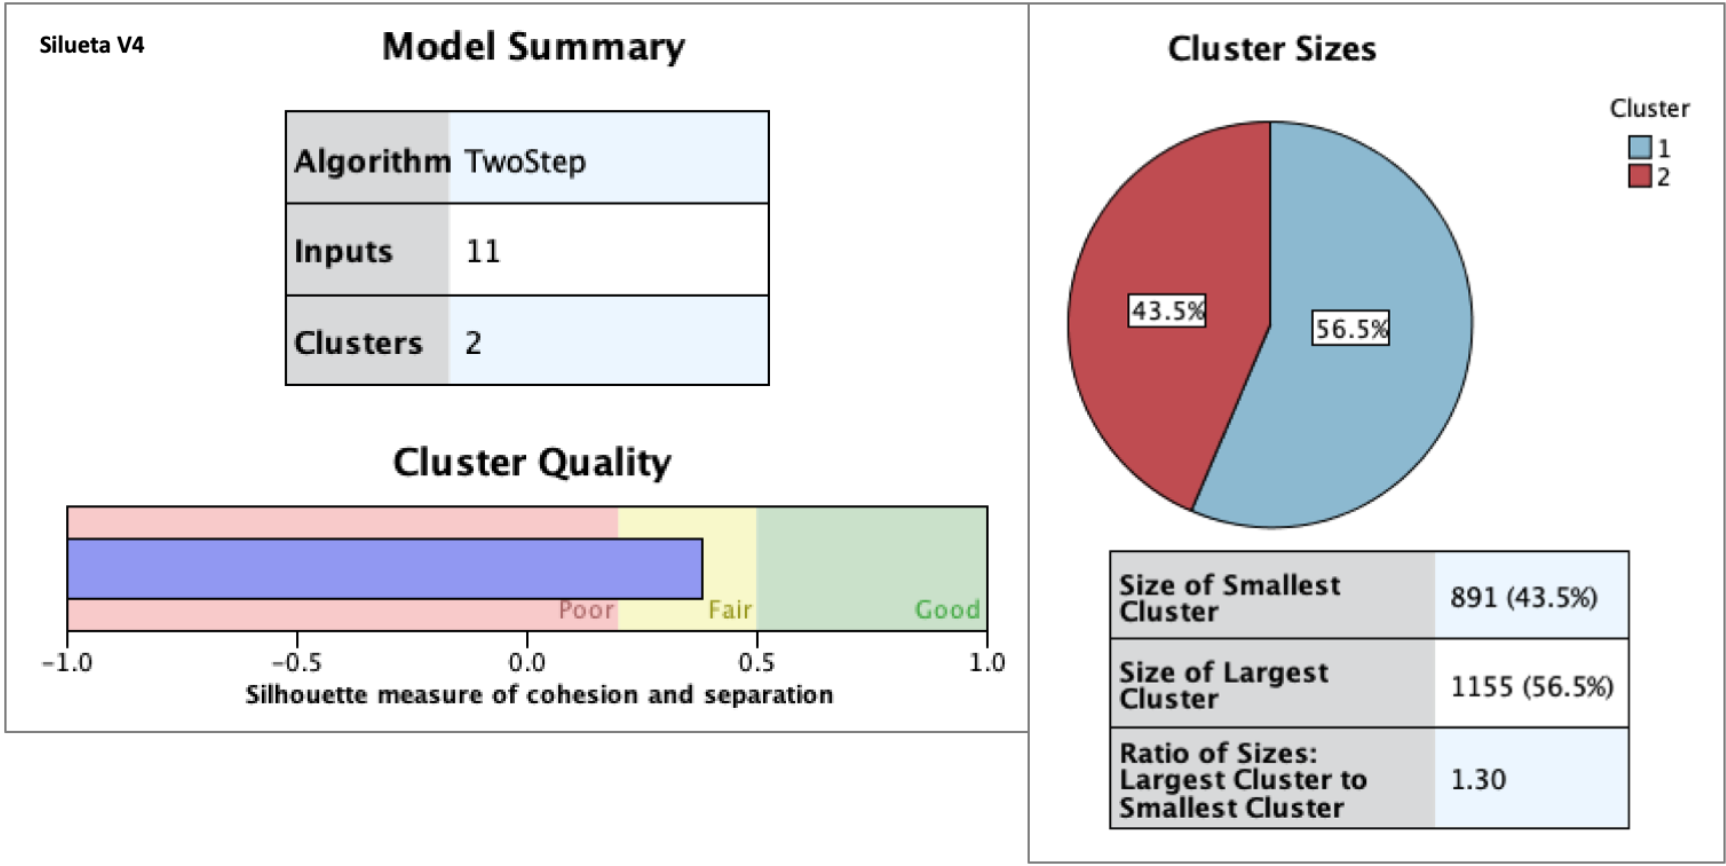 Silueta V4
Model Summary
Algorithm TwoStep
Inputs 11
Clusters 2
Cluster Quality
Poor Fair Good
-1.0 -0.5 0.0 0.5 1.0
Silhouette measure of cohesion and separation
Cluster Sizes
Cluster
1
2
43.5%
56.5%
Size of Smallest
Cluster
891 (43.5%)
Size of Largest
Cluster
1155 (56.5%)
Ratio of Sizes:
Largest Cluster to
Smallest Cluster
1.30